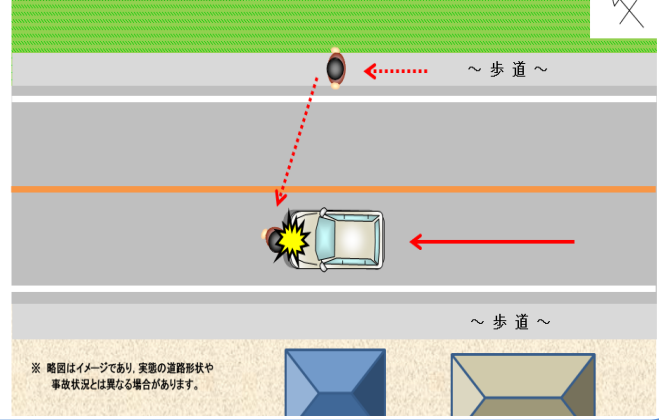 ～ 歩 道 ～
～ 歩 道 ～
※ 略図はイメージであり、実態の道路形状や
事故状況とは異なる場合があります。